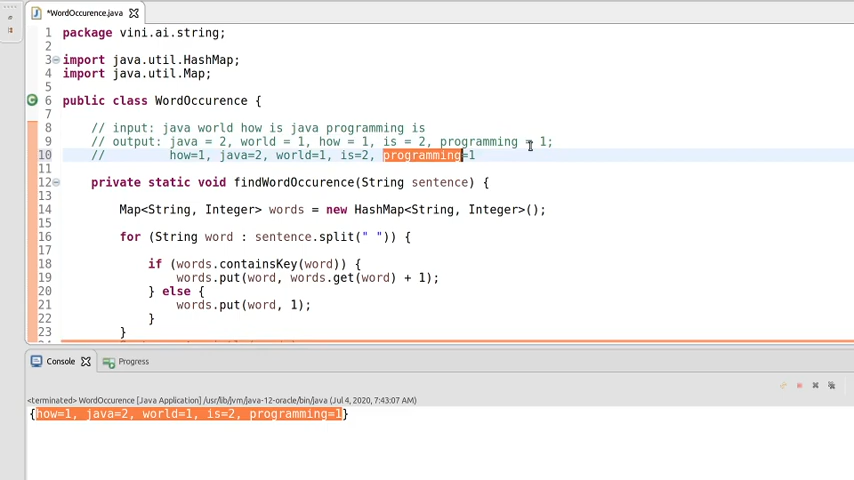 *WordOccurence.java
1 package vini.ai.string;
2
3 import java.util.HashMap;
4 import java.util.Map;
5
6 public class WordOccurence {
7
8 // input: java world how is java programming is
9 // output: java = 2, world = 1, how = 1, is = 2, programming = 1;
10 // how=1, java=2, world=1, is=2, programming=1
11
12 private static void findWordOccurence(String sentence) {
13
14 Map<String, Integer> words = new HashMap<String, Integer>();
15
16 for (String word : sentence.split(" ")) {
17
18 if (words.containsKey(word)) {
19 words.put(word, words.get(word) + 1);
20 } else {
21 words.put(word, 1);
22 }
23 }
Console Progress
<terminated> WordOccurence [Java Application] /usr/lib/jvm/java-12-oracle/bin/java (Jul 4, 2020, 7:43:07 AM)
{how=1, java=2, world=1, is=2, programming=1}